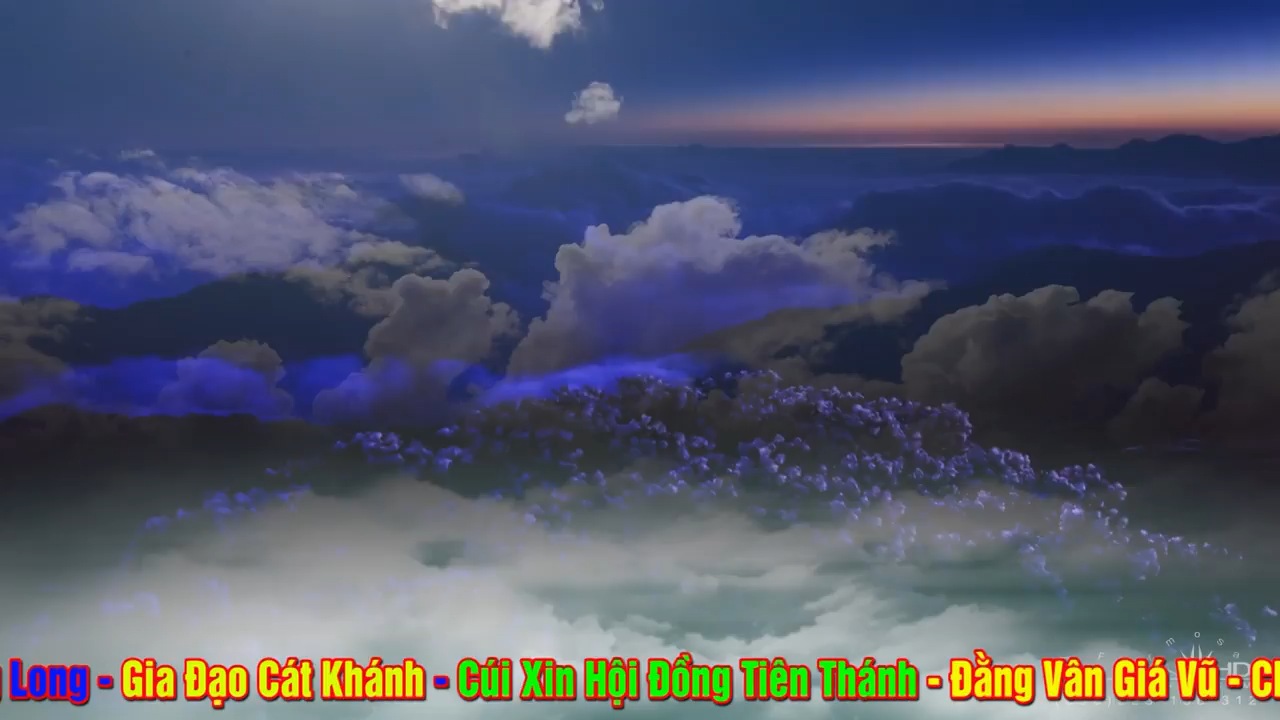 Long - Gia Đạo Cát Khánh - Cúi Xin Hội Đồng Tiên Thánh - Đằng Vân Giá Vũ -